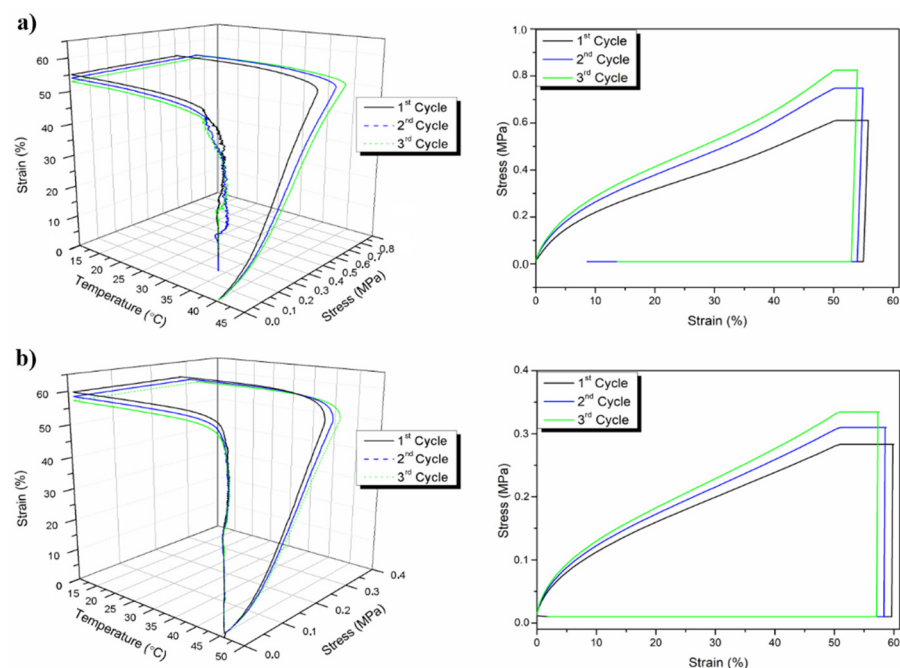 a)
60
50
40
30
20
10
0
Strain (%)
15
20
25
30
35
40
45
Temperature (°C)
0,0
0,1
0,2
0,3
0,4
0,5
0,6
0,7
0,8
Stress (MPa)
1st Cycle
2nd Cycle
3rd Cycle
1.0
0.8
0.6
0.4
0.2
0.0
Stress (MPa)
0 10 20 30 40 50 60
Strain (%)
1st Cycle
2nd Cycle
3rd Cycle
b)
60
50
40
30
20
10
0
Strain (%)
15
20
25
30
35
40
45
50
Temperature (°C)
0.0
0.1
0.2
0.3
0.4
Stress (MPa)
1st Cycle
2nd Cycle
3rd Cycle
0.4
0.3
0.2
0.1
0.0
Stress (MPa)
0 10 20 30 40 50 60
Strain (%)
1st Cycle
2nd Cycle
3rd Cycle